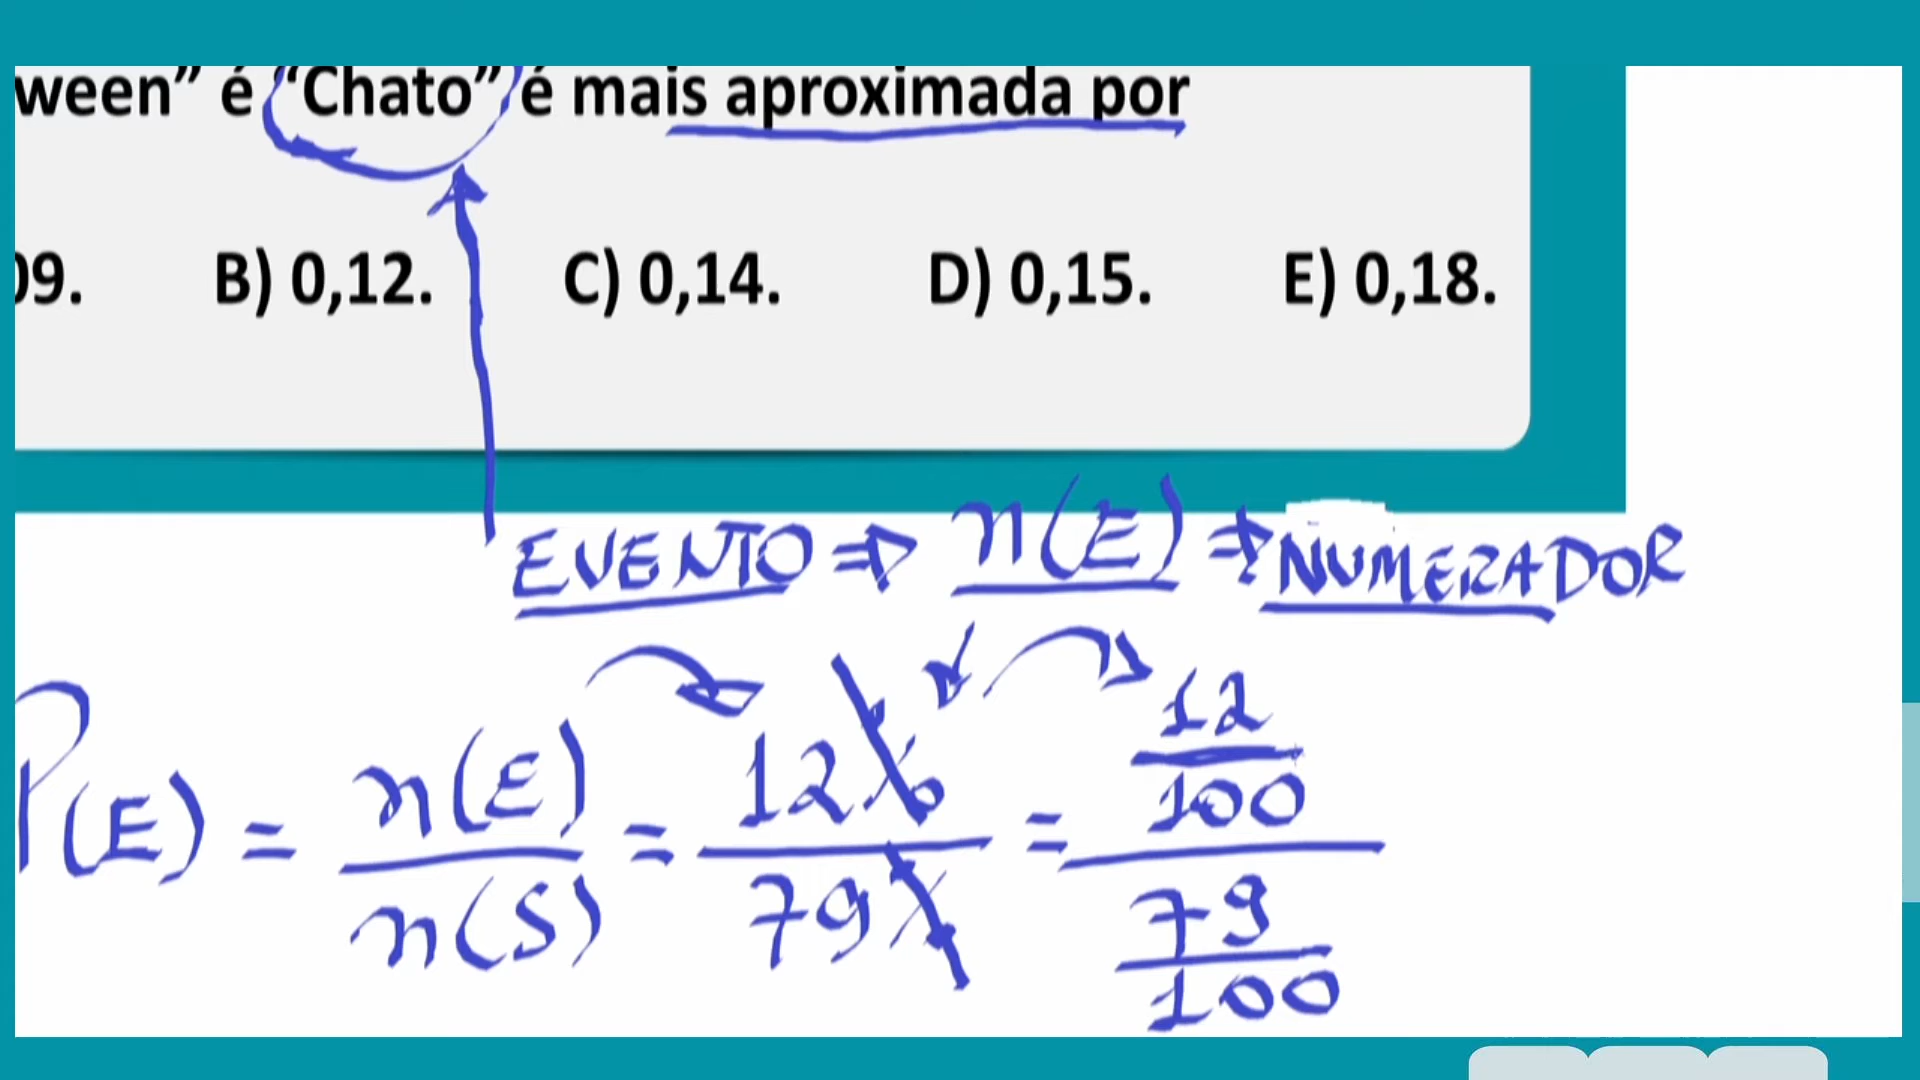 ween” é “Chato” é mais aproximada por
09. B) 0,12. C) 0,14. D) 0,15. E) 0,18.
EVENTO ⇒ n(E) ⇒ NUMERADOR
P(E) = n(E) / n(S) = 12% / 79% = 12/100 / 79/100